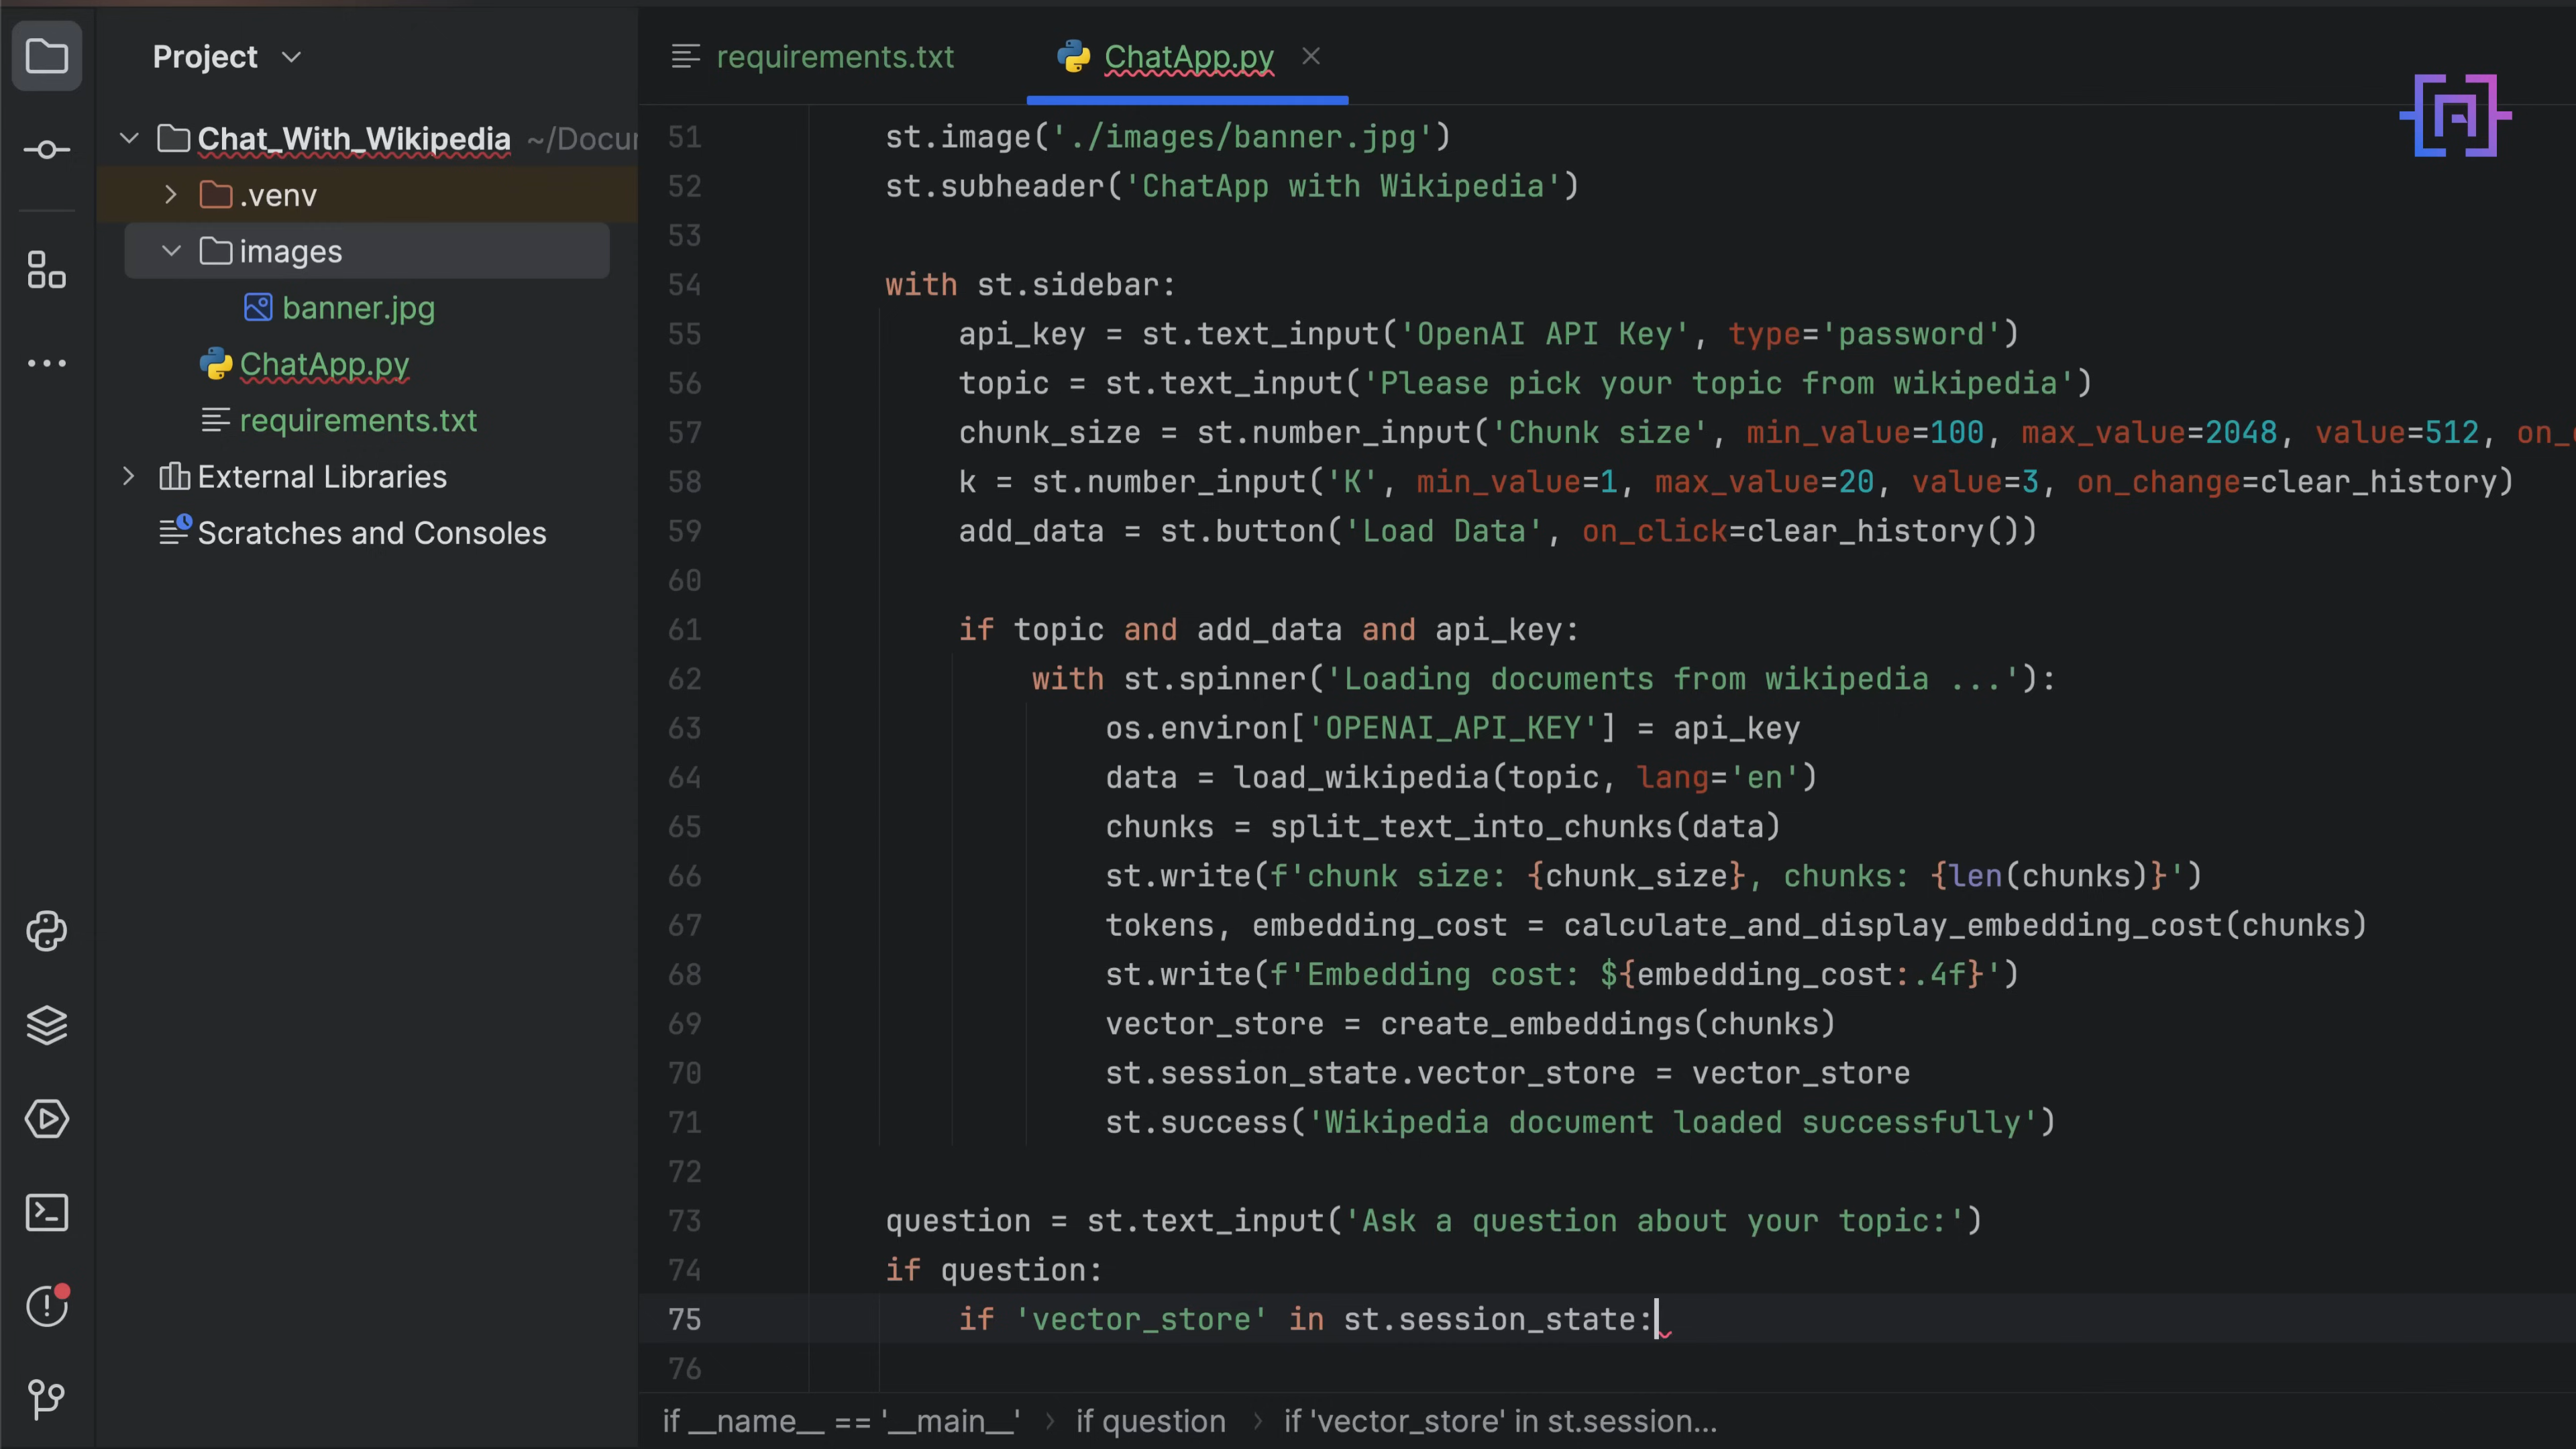 Project
requirements.txt
ChatApp.py
Chat_With_Wikipedia ~/Docu
.venv
images
banner.jpg
ChatApp.py
requirements.txt
External Libraries
Scratches and Consoles
51 st.image('./images/banner.jpg')
52 st.subheader('ChatApp with Wikipedia')
53
54 with st.sidebar:
55 api_key = st.text_input('OpenAI API Key', type='password')
56 topic = st.text_input('Please pick your topic from wikipedia')
57 chunk_size = st.number_input('Chunk size', min_value=100, max_value=2048, value=512, on_
58 k = st.number_input('K', min_value=1, max_value=20, value=3, on_change=clear_history)
59 add_data = st.button('Load Data', on_click=clear_history())
60
61 if topic and add_data and api_key:
62 with st.spinner('Loading documents from wikipedia ...'):
63 os.environ['OPENAI_API_KEY'] = api_key
64 data = load_wikipedia(topic, lang='en')
65 chunks = split_text_into_chunks(data)
66 st.write(f'chunk size: {chunk_size}, chunks: {len(chunks)}')
67 tokens, embedding_cost = calculate_and_display_embedding_cost(chunks)
68 st.write(f'Embedding cost: ${embedding_cost:.4f}')
69 vector_store = create_embeddings(chunks)
70 st.session_state.vector_store = vector_store
71 st.success('Wikipedia document loaded successfully')
72
73 question = st.text_input('Ask a question about your topic:')
74 if question:
75 if 'vector_store' in st.session_state:
76
if __name__ == '__main__' › if question › if 'vector_store' in st.session...